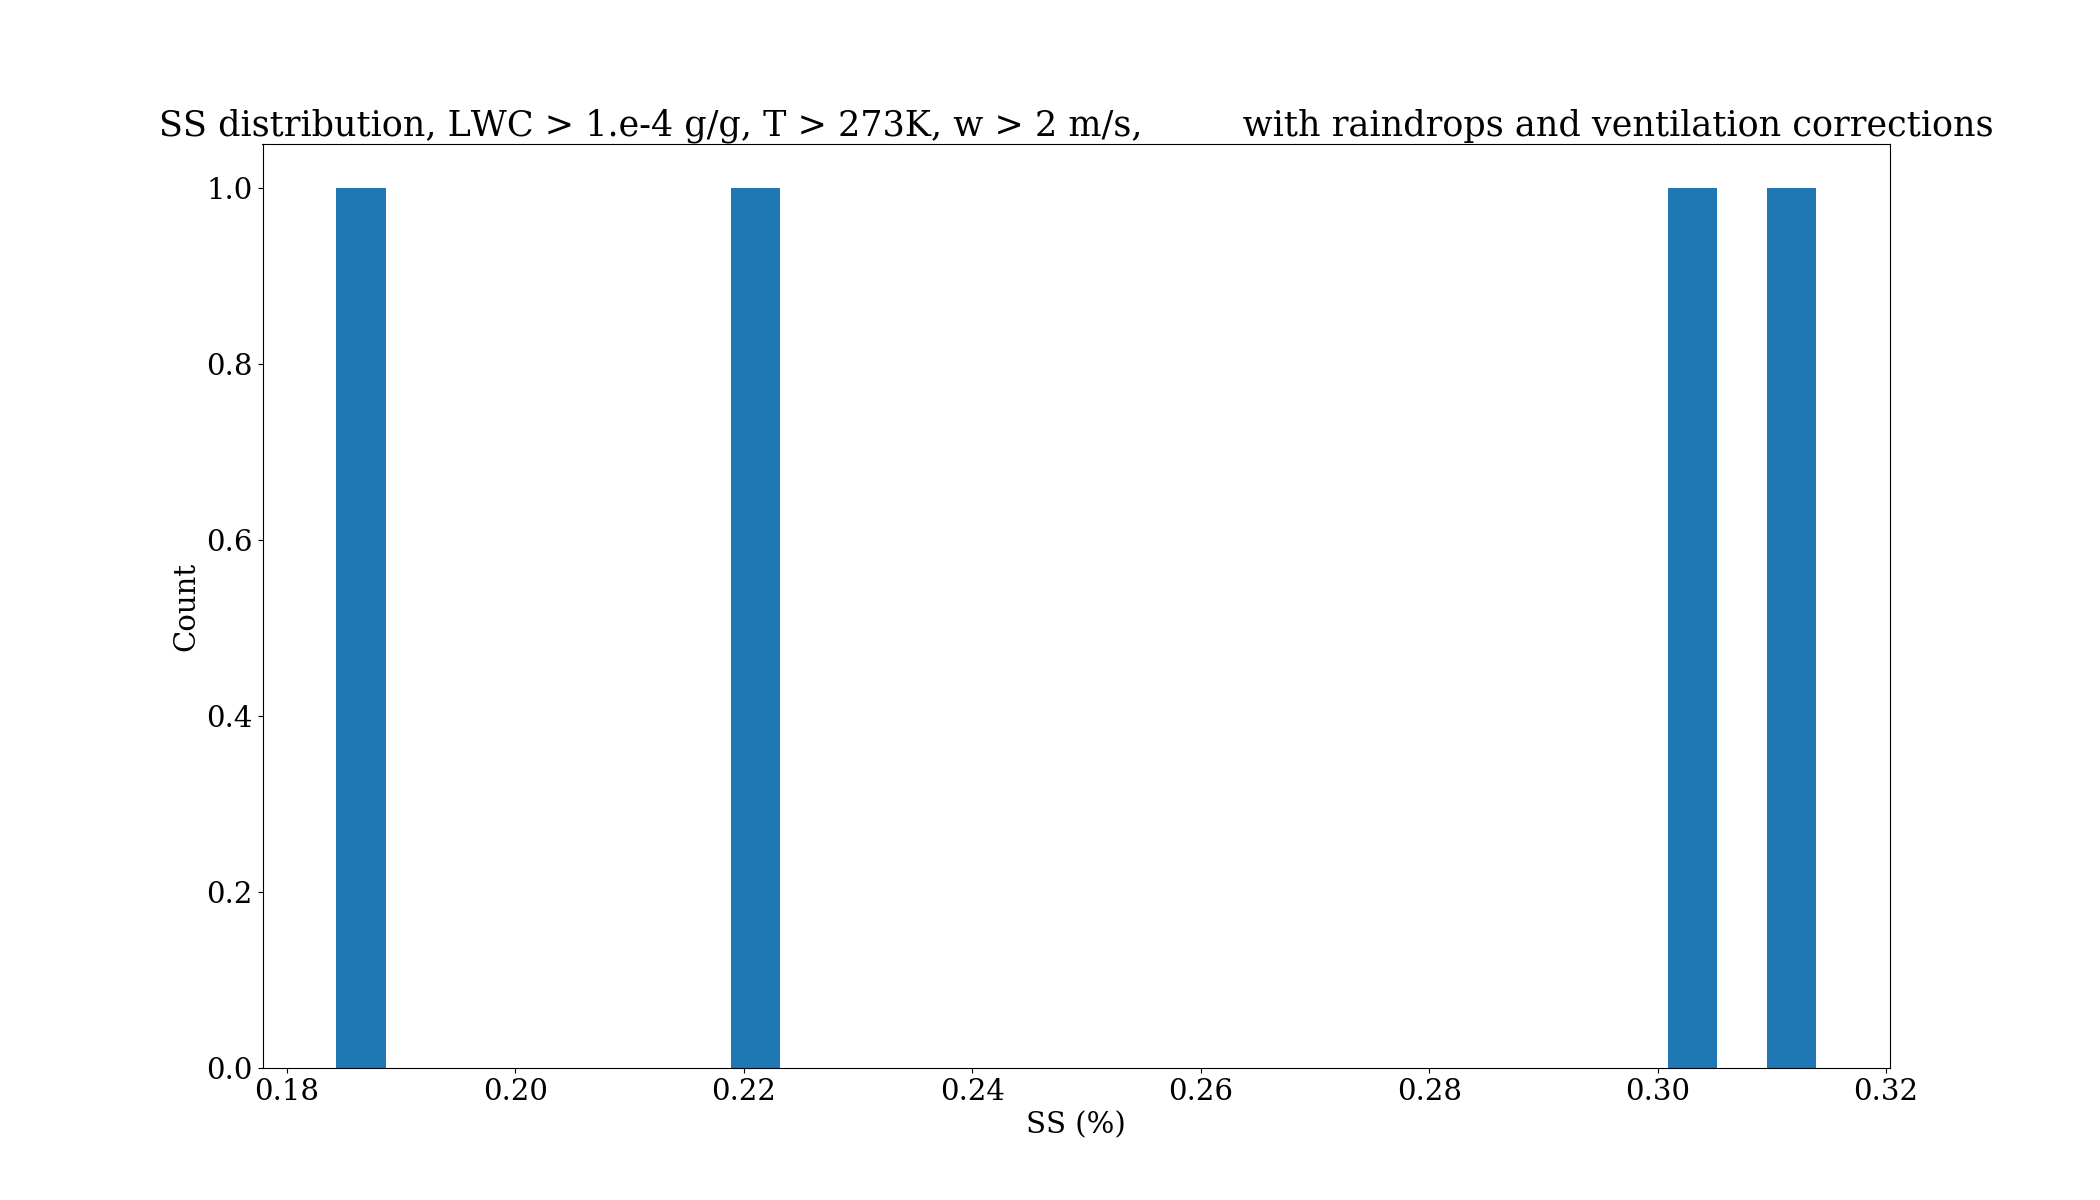 SS distribution, LWC > 1.e-4 g/g, T > 273K, w > 2 m/s, with raindrops and ventilation corrections
1.0
0.8
0.6
0.4
0.2
0.0
Count
0.18 0.20 0.22 0.24 0.26 0.28 0.30 0.32
SS (%)